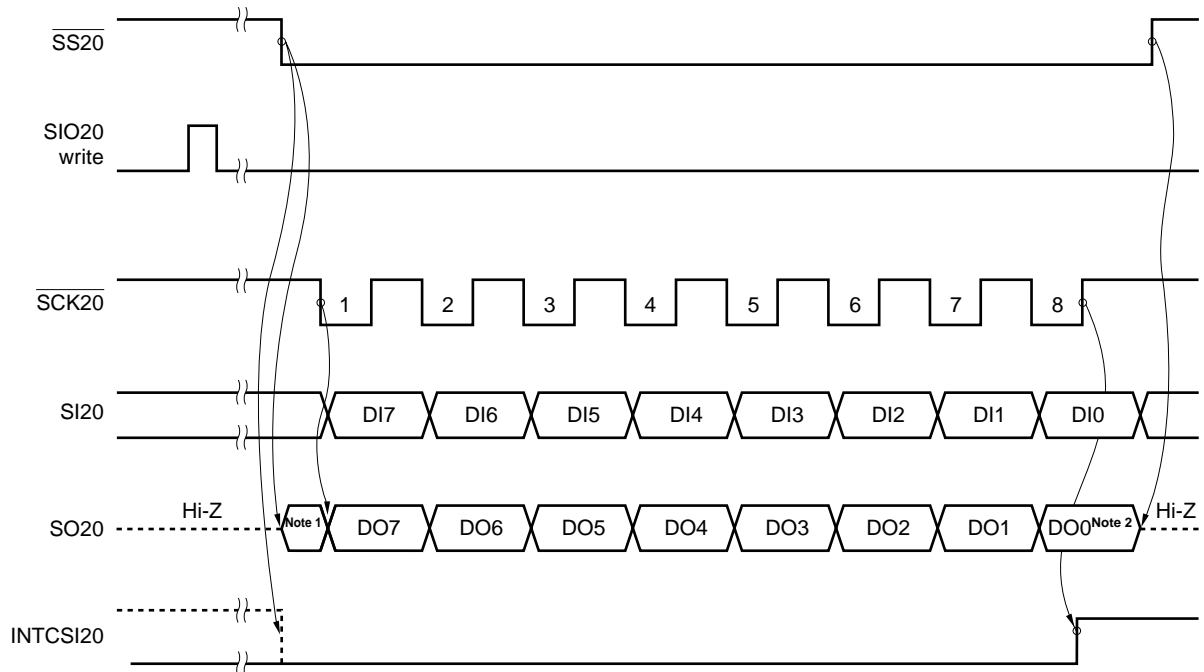 SS20
SIO20
write
SCK20
1 2 3 4 5 6 7 8
SI20
DI7 DI6 DI5 DI4 DI3 DI2 DI1 DI0
SO20
Hi-Z Note 1 DO7 DO6 DO5 DO4 DO3 DO2 DO1 DO0 Note 2 Hi-Z
INTCSI20